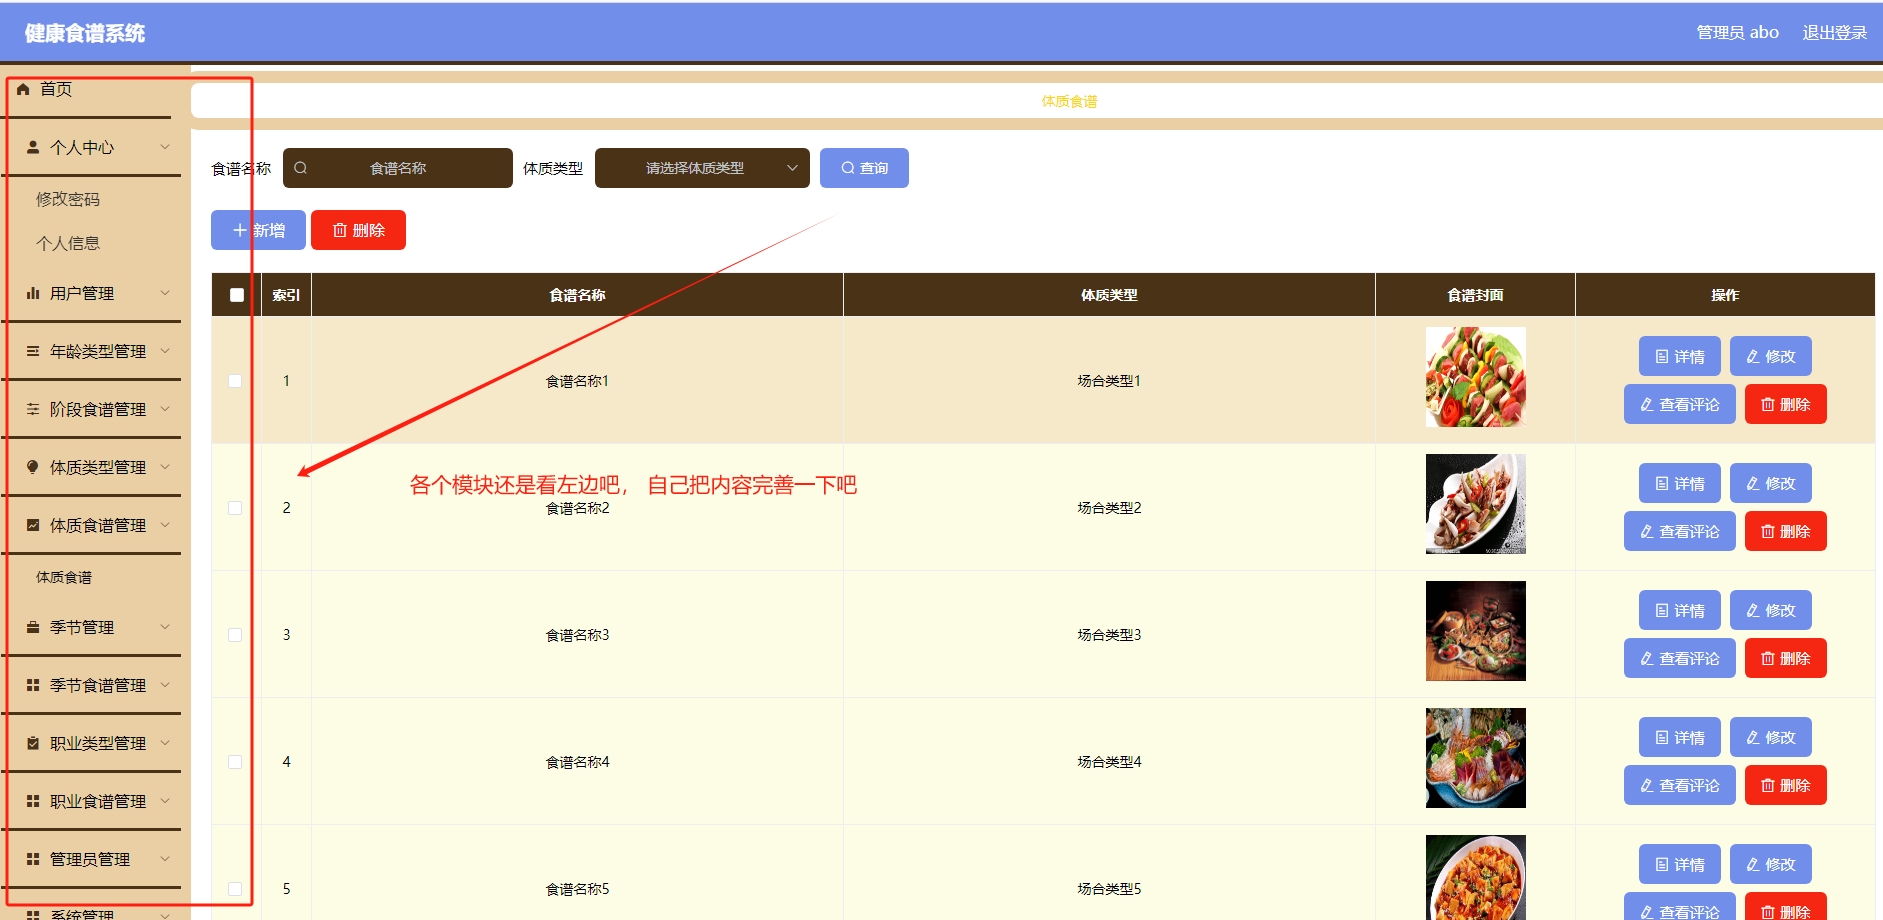 健康食谱系统
管理员 abo 退出登录
首页
个人中心
修改密码
个人信息
用户管理
年龄类型管理
阶段食谱管理
体质类型管理
体质食谱管理
体质食谱
季节管理
季节食谱管理
职业类型管理
职业食谱管理
管理员管理
系统管理
体质食谱
食谱名称 食谱名称 体质类型 请选择体质类型 查询
新增 删除
索引 食谱名称 体质类型 食谱封面 操作
1 食谱名称1 场合类型1 详情 修改
查看评论 删除
各个模块还是看左边吧， 自己把内容完善一下吧
2 食谱名称2 场合类型2 详情 修改
查看评论 删除
3 食谱名称3 场合类型3 详情 修改
查看评论 删除
4 食谱名称4 场合类型4 详情 修改
查看评论 删除
5 食谱名称5 场合类型5 详情 修改
查看评论 删除